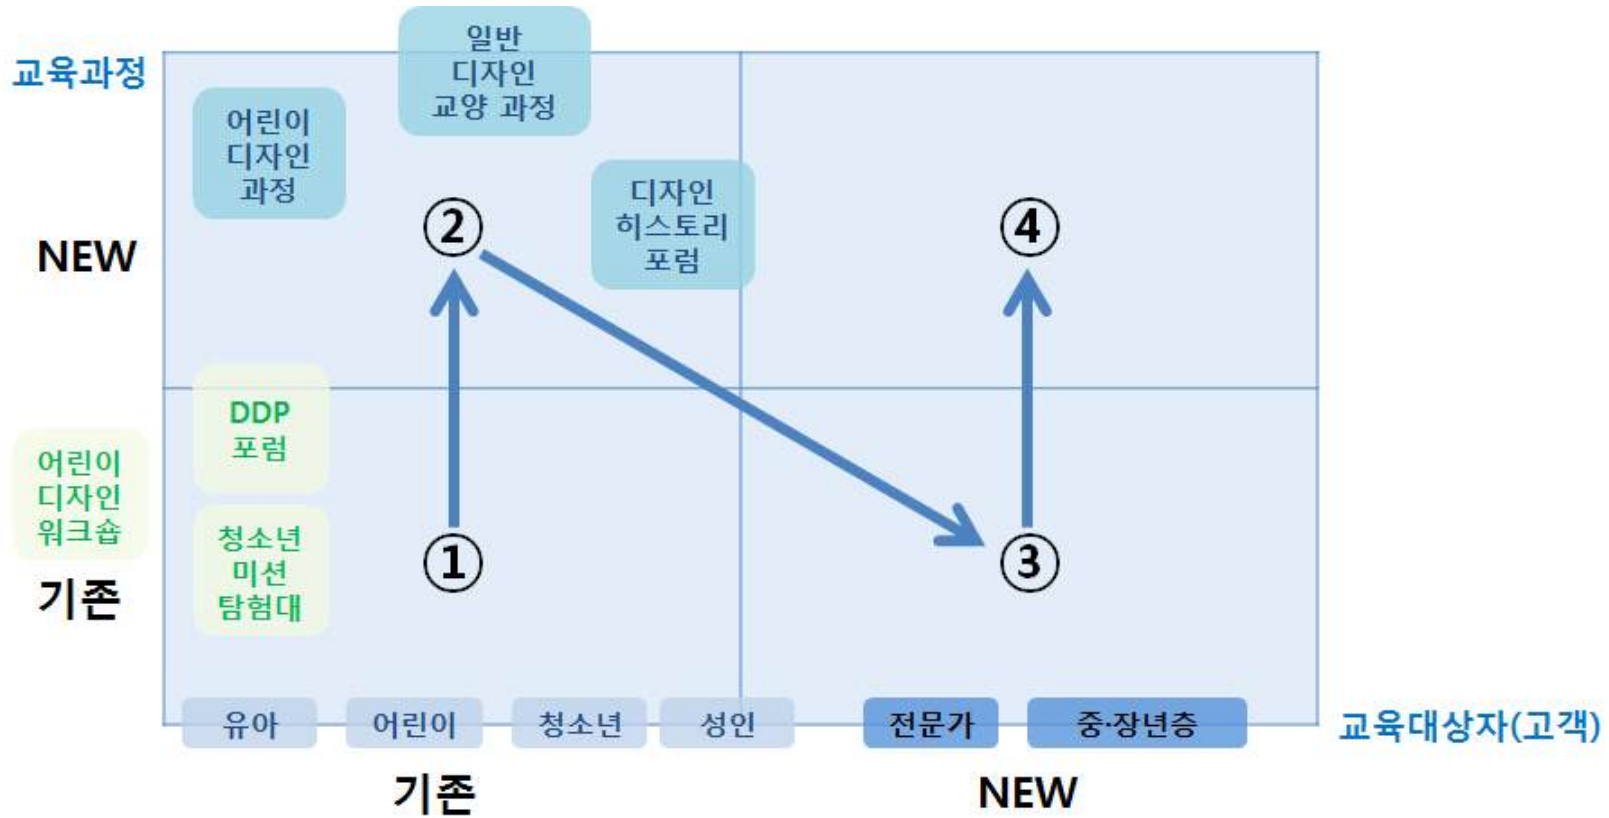 교육과정
일반
디자인
교양 과정
어린이
디자인
과정
디자인
히스토리
포럼
②
④
NEW
DDP
포럼
어린이
디자인
워크숍
청소년
미션
탐험대
①
③
기존
유아
어린이
청소년
성인
전문가
중·장년층
교육대상자(고객)
기존
NEW